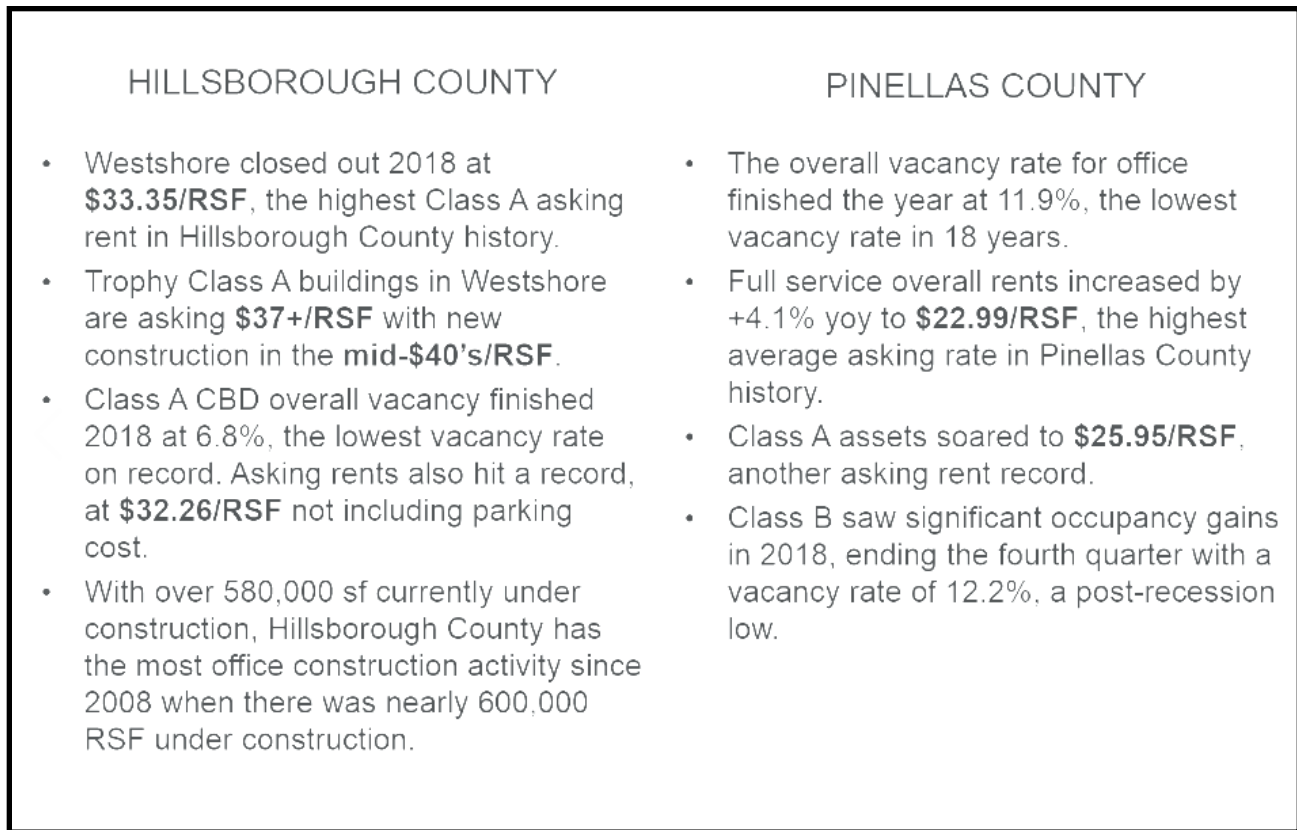 HILLSBOROUGH COUNTY
• Westshore closed out 2018 at
$33.35/RSF, the highest Class A asking
rent in Hillsborough County history.
• Trophy Class A buildings in Westshore
are asking $37+/RSF with new
construction in the mid-$40's/RSF.
• Class A CBD overall vacancy finished
2018 at 6.8%, the lowest vacancy rate
on record. Asking rents also hit a record,
at $32.26/RSF not including parking
cost.
• With over 580,000 sf currently under
construction, Hillsborough County has
the most office construction activity since
2008 when there was nearly 600,000
RSF under construction.
PINELLAS COUNTY
• The overall vacancy rate for office
finished the year at 11.9%, the lowest
vacancy rate in 18 years.
• Full service overall rents increased by
+4.1% yoy to $22.99/RSF, the highest
average asking rate in Pinellas County
history.
• Class A assets soared to $25.95/RSF,
another asking rent record.
• Class B saw significant occupancy gains
in 2018, ending the fourth quarter with a
vacancy rate of 12.2%, a post-recession
low.